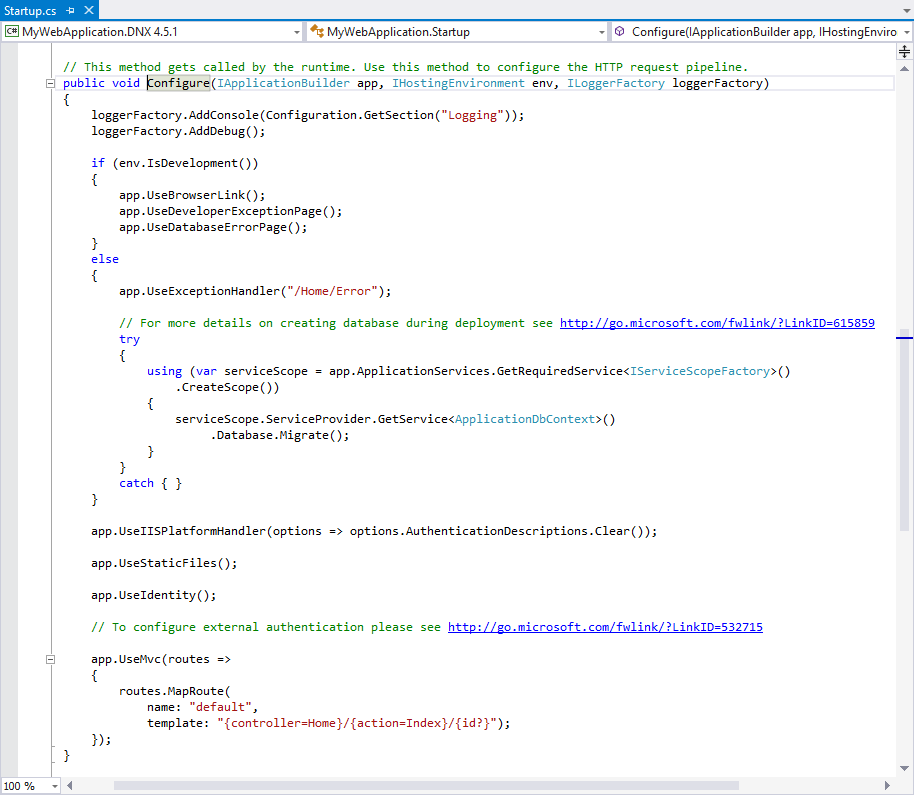 Startup.cs
MyWebApplication.DNX 4.5.1 MyWebApplication.Startup Configure(IApplicationBuilder app, IHostingEnviro
// This method gets called by the runtime. Use this method to configure the HTTP request pipeline.
public void Configure(IApplicationBuilder app, IHostingEnvironment env, ILoggerFactory loggerFactory)
{
loggerFactory.AddConsole(Configuration.GetSection("Logging"));
loggerFactory.AddDebug();
if (env.IsDevelopment())
{
app.UseBrowserLink();
app.UseDeveloperExceptionPage();
app.UseDatabaseErrorPage();
}
else
{
app.UseExceptionHandler("/Home/Error");
// For more details on creating database during deployment see http://go.microsoft.com/fwlink/?LinkID=615859
try
{
using (var serviceScope = app.ApplicationServices.GetRequiredService<IServiceScopeFactory>()
.CreateScope())
{
serviceScope.ServiceProvider.GetService<ApplicationDbContext>()
.Database.Migrate();
}
}
catch { }
}
app.UseIISPlatformHandler(options => options.AuthenticationDescriptions.Clear());
app.UseStaticFiles();
app.UseIdentity();
// To configure external authentication please see http://go.microsoft.com/fwlink/?LinkID=532715
app.UseMvc(routes =>
{
routes.MapRoute(
name: "default",
template: "{controller=Home}/{action=Index}/{id?}");
});
}
100 %